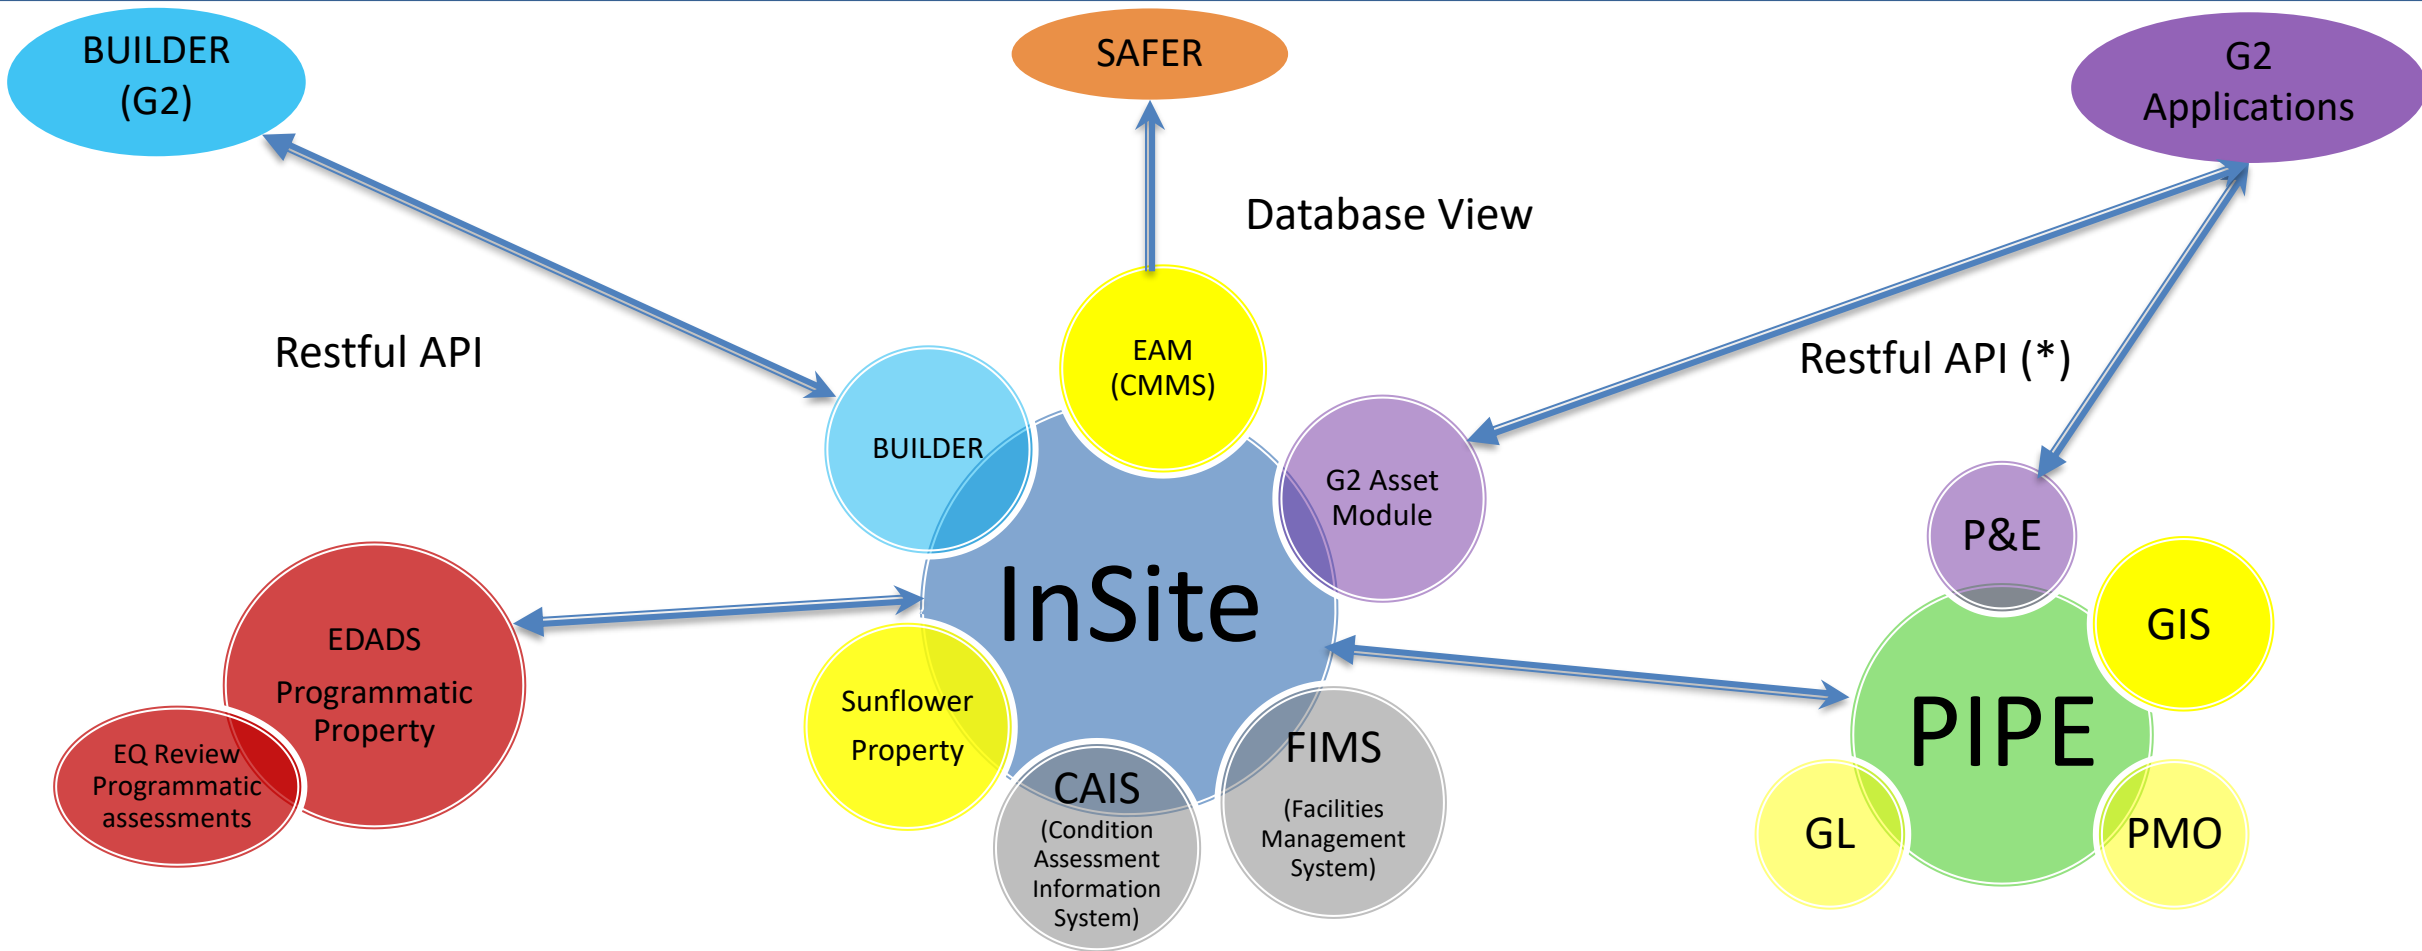 BUILDER
(G2)
SAFER
G2
Applications
Database View
Restful API
Restful API (*)
EAM
(CMMS)
BUILDER
G2 Asset
Module
P&E
InSite
GIS
EDADS
Programmatic
Property
EQ Review
Programmatic
assessments
Sunflower
Property
CAIS
(Condition
Assessment
Information
System)
FIMS
(Facilities
Management
System)
PIPE
GL
PMO